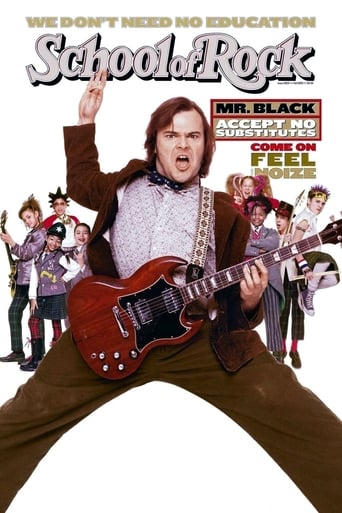 WE DON'T NEED NO EDUCATION
School of Rock
MR. BLACK
ACCEPT NO
SUBSTITUTES
COME ON
FEEL
NOIZE